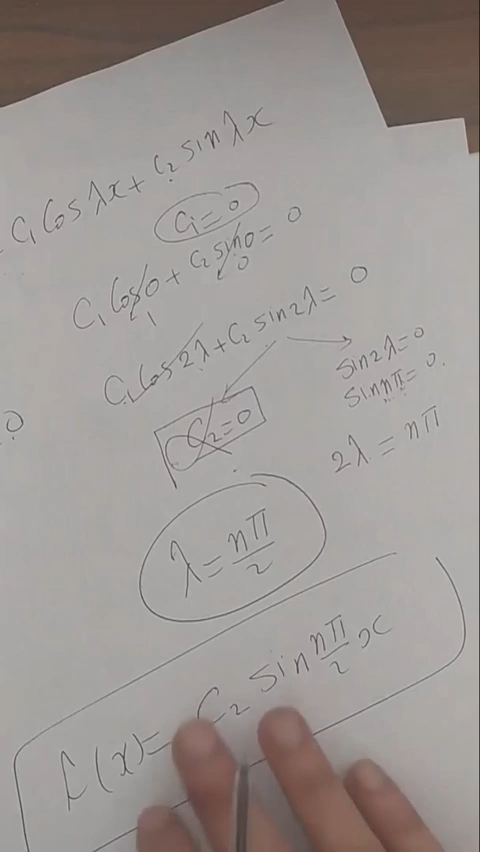 - C₁ Cos λx + C₂ sin λx
C₁ = 0
C₁ Cos 0 + C₂ sin 0 = 0
1
0
C₁ Cos 2λ + C₂ sin 2λ = 0
sin 2λ = 0
sin nπ = 0.
0
C₂ = 0
2λ = nπ
λ = nπ/2
f(x) = C₂ sin nπ/2 x